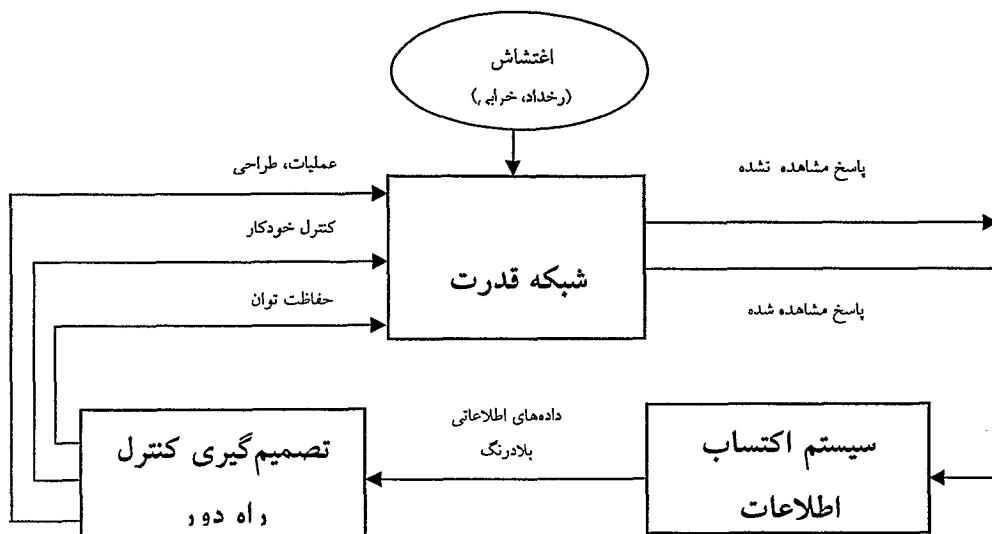 اغتشاش
(رخداد، خرابی)
عملیات، طراحی
پاسخ مشاهده نشده
کنترل خودکار
شبکه قدرت
حفاظت توان
پاسخ مشاهده شده
داده‌های اطلاعاتی
بلادرنگ
سیستم اکتساب
اطلاعات
تصمیم‌گیری کنترل
راه دور